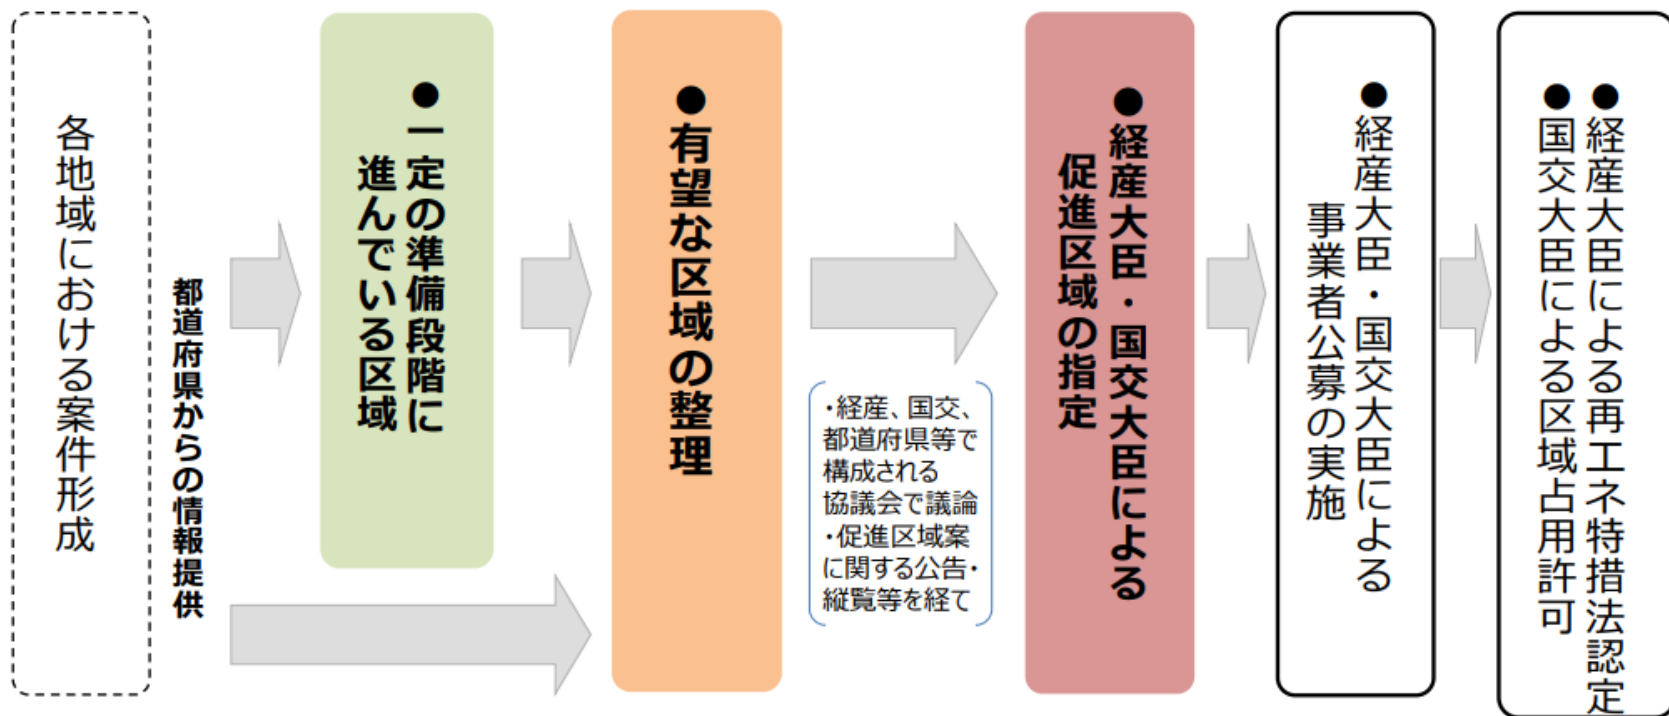 各地域における案件形成
都道府県からの情報提供
●一定の準備段階に
進んでいる区域
●有望な区域の整理
・経産、国交、
都道府県等で
構成される
協議会で議論
・促進区域案
に関する公告・
縦覧等を経て
●経産大臣・国交大臣による
促進区域の指定
●経産大臣・国交大臣による
事業者公募の実施
●経産大臣による再エネ特措法認定
●国交大臣による区域占用許可